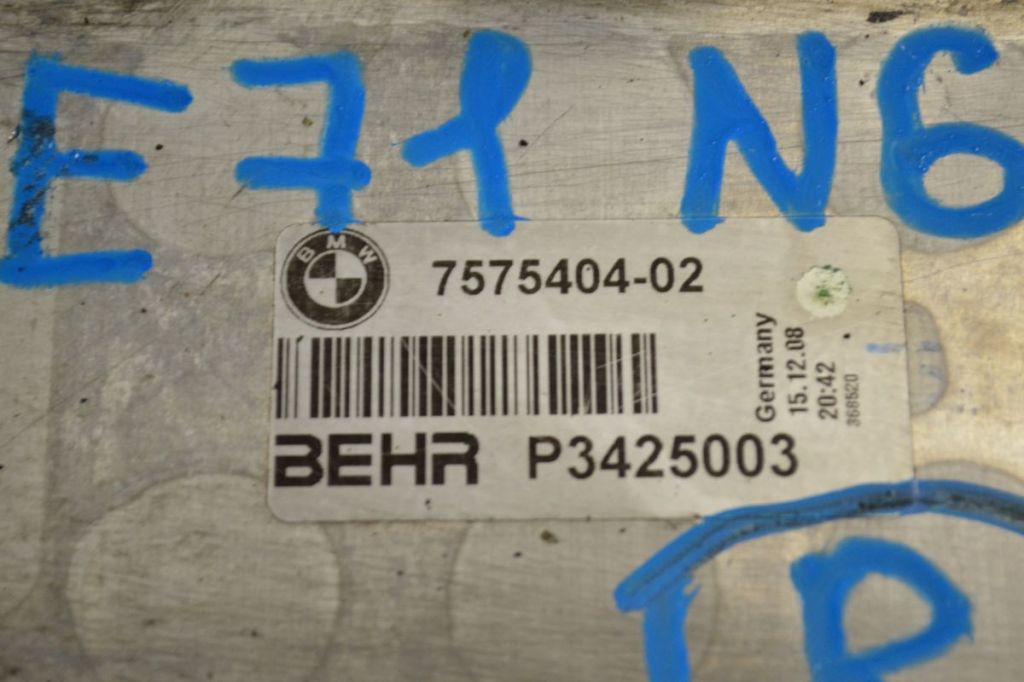 E71 N6
BMW
7575404-02
Germany
15.12.08
20:42
368520
BEHR P3425003